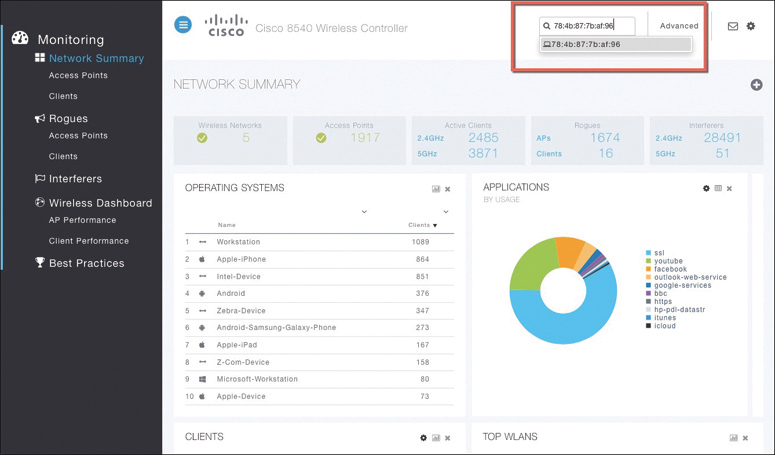 Monitoring
Network Summary
Access Points
Clients
Rogues
Access Points
Clients
Interferers
Wireless Dashboard
AP Performance
Client Performance
Best Practices
CISCO Cisco 8540 Wireless Controller
78:4b:87:7b:af:96
Advanced
78:4b:87:7b:af:96
NETWORK SUMMARY
Wireless Networks
5
Access Points
1917
Active Clients
2.4GHz 2485
5GHz 3871
Rogues
APs 1674
Clients 16
Interferers
2.4GHz 28491
5GHz 51
OPERATING SYSTEMS
Name Clients
1 Workstation 1089
2 Apple-iPhone 864
3 Intel-Device 851
4 Android 376
5 Zebra-Device 347
6 Android-Samsung-Galaxy-Phone 273
7 Apple-iPad 167
8 Z-Com-Device 158
9 Microsoft-Workstation 80
10 Apple-Device 73
APPLICATIONS
BY USAGE
ssl
youtube
facebook
outlook-web-service
google-services
bbc
https
hp-pdl-datastr
itunes
icloud
CLIENTS
TOP WLANS